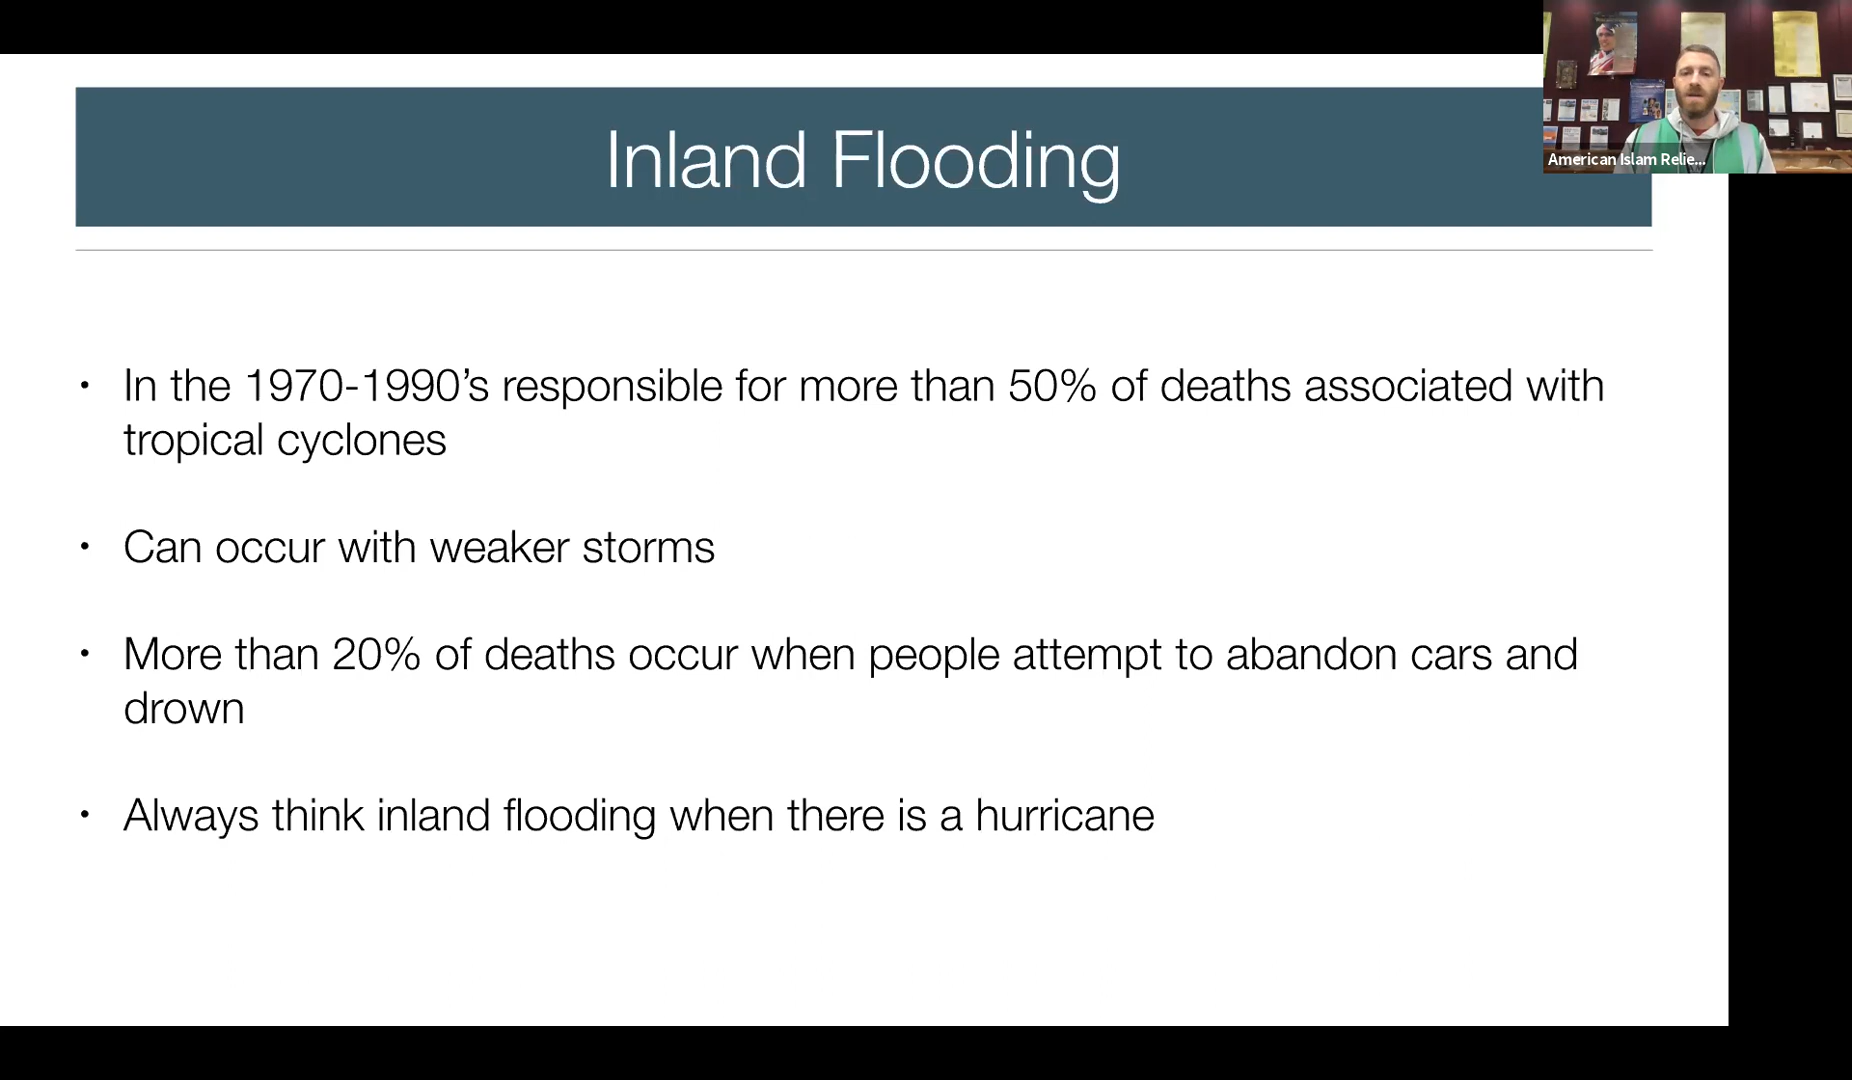 Inland Flooding
American Islam Relie...
• In the 1970-1990’s responsible for more than 50% of deaths associated with
tropical cyclones
• Can occur with weaker storms
• More than 20% of deaths occur when people attempt to abandon cars and
drown
• Always think inland flooding when there is a hurricane